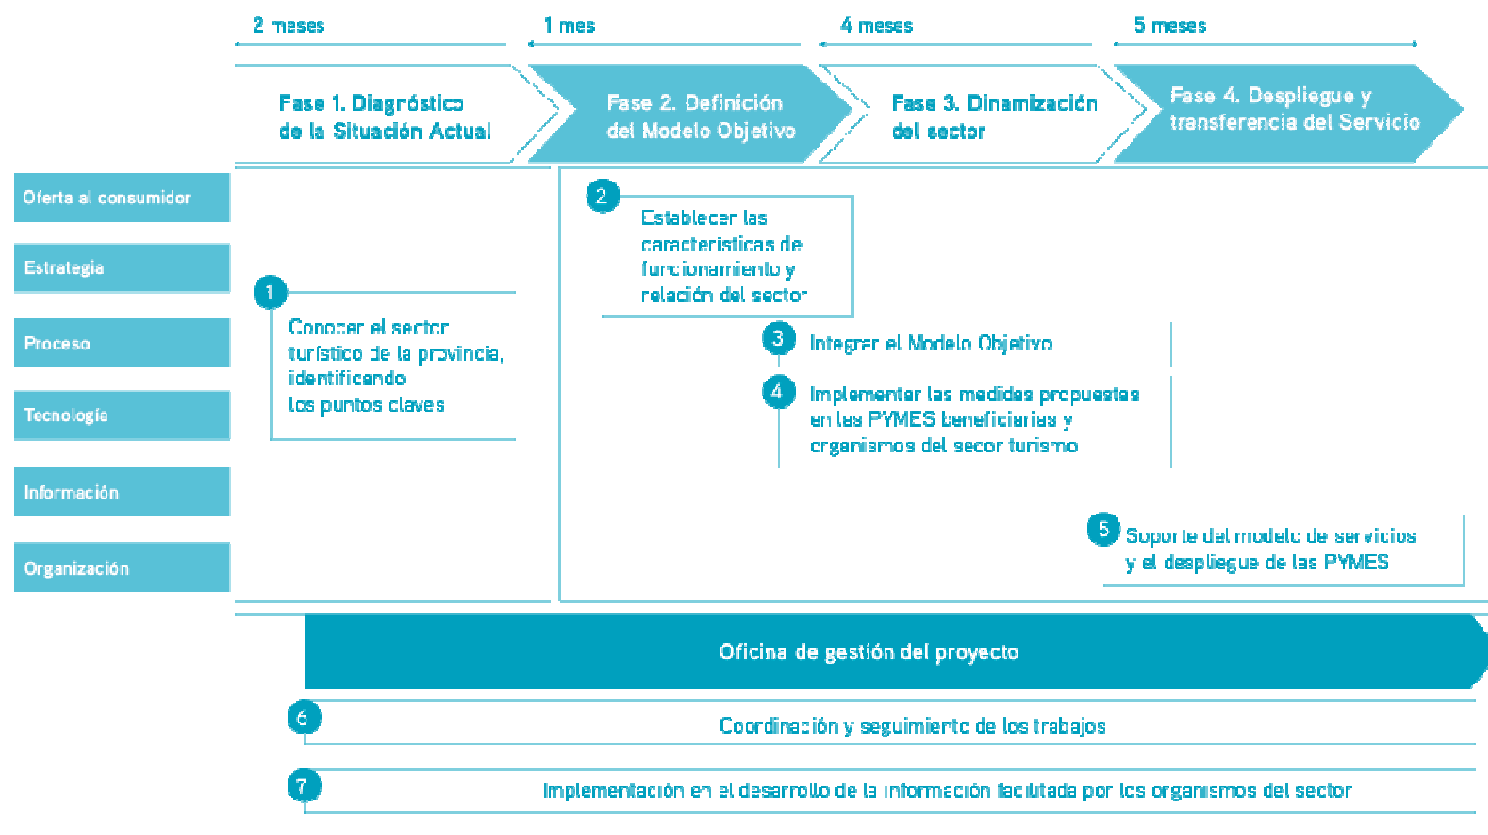 2 meses
1 mes
4 meses
5 meses
Fase 1. Diagnóstico
de la Situación Actual
Fase 2. Definición
del Modelo Objetivo
Fase 3. Dinamización
del sector
Fase 4. Despliegue y
transferencia del Servicio
Oferta al consumidor
Estrategia
Proceso
Tecnología
Información
Organización
1
Conocer el sector
turístico de la provincia,
identificando
los puntos claves
2
Establecer las
características de
funcionamiento y
relación del sector
3
Integrar el Modelo Objetivo
4
Implementar las medidas propuestas
en las PYMES beneficiarias y
organismos del secor turismo
5
Soporte del modelo de servicios
y el despliegue de las PYMES
Oficina de gestión del proyecto
6
Coordinación y seguimiento de los trabajos
7
Implementación en el desarrollo de la información facilitada por los organismos del sector